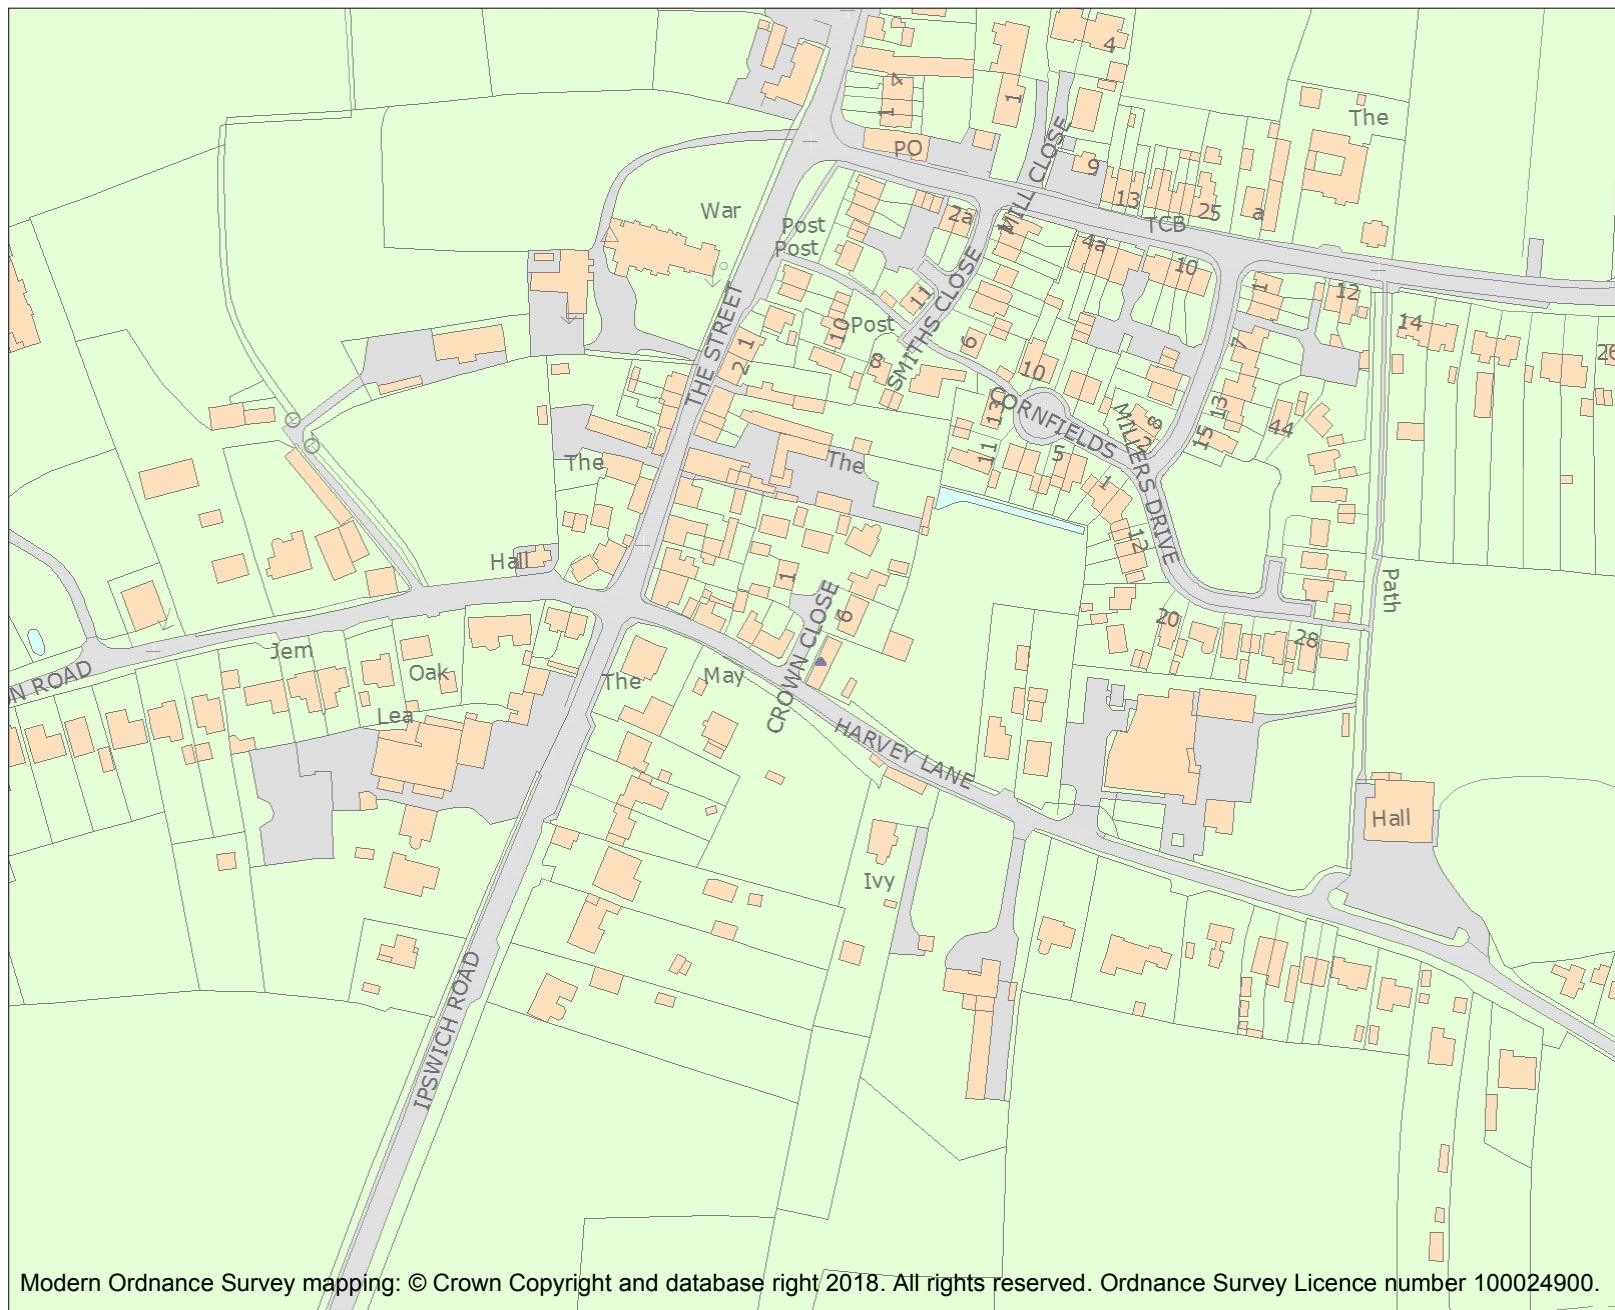 4
4
1
1
The
PO
MILL CLOSE
9
13
25
a
TCB
War
Post
Post
2a
1
4a
10
1
12
14
26
11
SMITHS CLOSE
THE STREET
1
2
10
Post
8
6
10
7
13
15
44
13
CORNFIELDS
MILLERS DRIVE
8
2
11
5
1
12
The
The
Hall
1
CROWN CLOSE
6
20
28
Path
Jem
Oak
Lea
N ROAD
The
May
HARVEY LANE
Hall
Ivy
IPSWICH ROAD
Modern Ordnance Survey mapping: © Crown Copyright and database right 2018. All rights reserved. Ordnance Survey Licence number 100024900.